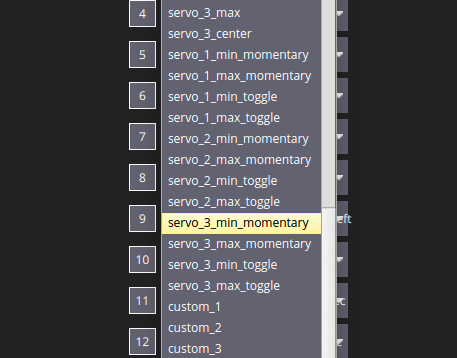 4
servo_3_max
servo_3_center
5
servo_1_min_momentary
servo_1_max_momentary
6
servo_1_min_toggle
servo_1_max_toggle
7
servo_2_min_momentary
servo_2_max_momentary
8
servo_2_min_toggle
servo_2_max_toggle
9
servo_3_min_momentary
servo_3_max_momentary
10
servo_3_min_toggle
servo_3_max_toggle
11
custom_1
custom_2
12
custom_3